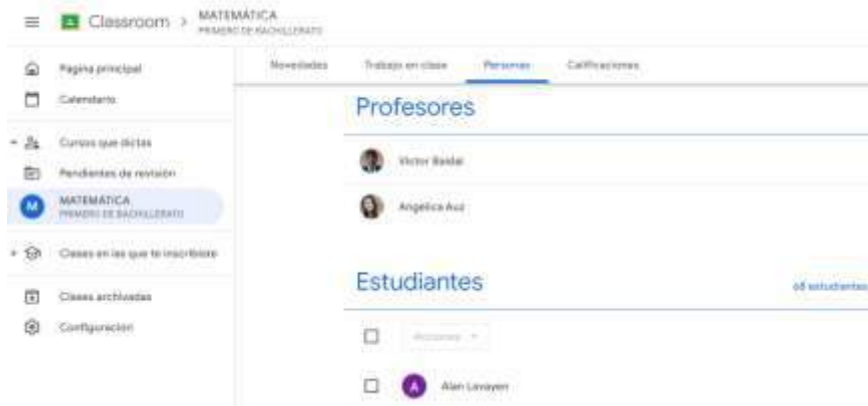 Classroom > MATEMÁTICA
PRIMERO DE BACHILLERATO
Página principal
Calendario
Cursos que dictas
Pendientes de revisión
M
MATEMÁTICA
PRIMERO DE BACHILLERATO
Clases en las que te inscribiste
Clases archivadas
Configuración
Novedades
Trabajo en clase
Personas
Calificaciones
Profesores
Angelica Auz
Estudiantes
68 estudiantes
Acciones
A
Alan Lavayen